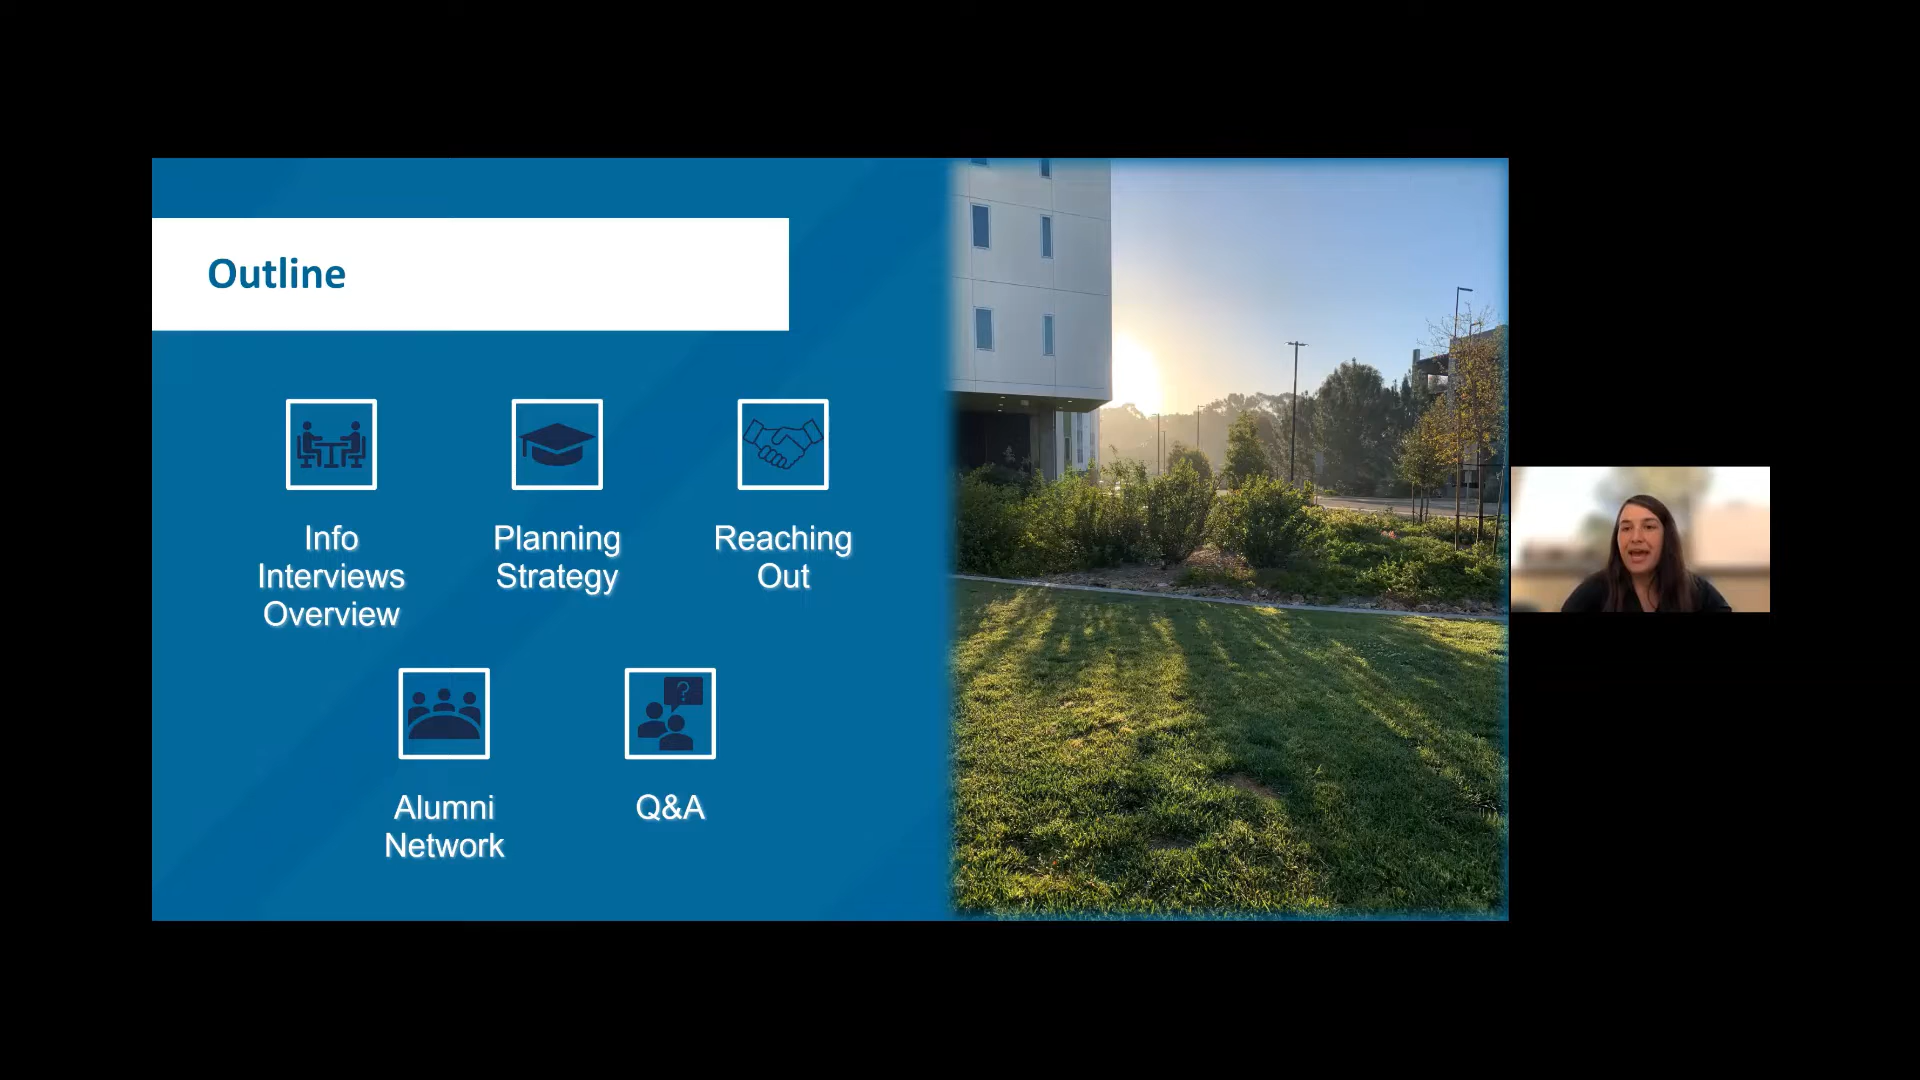 Outline
Info
Interviews
Overview
Planning
Strategy
Reaching
Out
?
Alumni
Network
Q&A